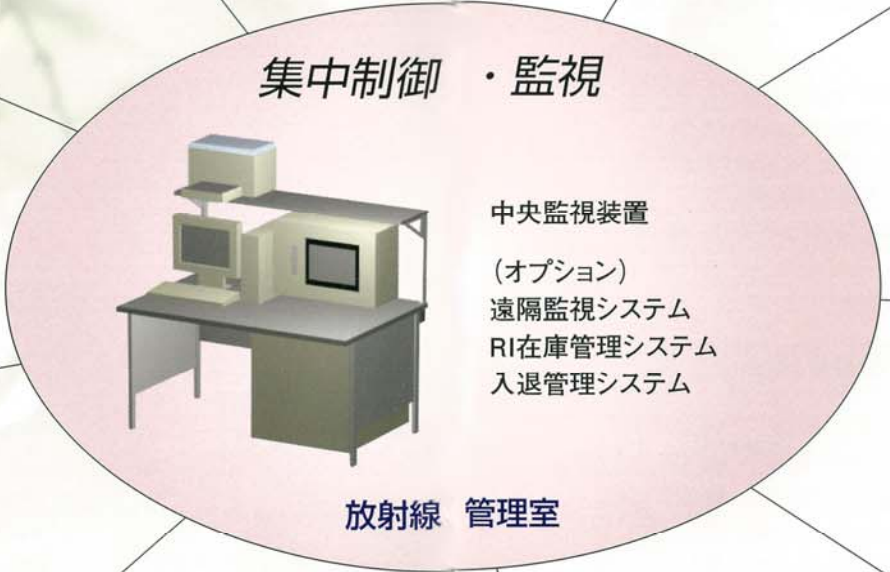 集中制御 ・監視
中央監視装置
(オプション)
遠隔監視システム
RI在庫管理システム
入退管理システム
放射線 管理室